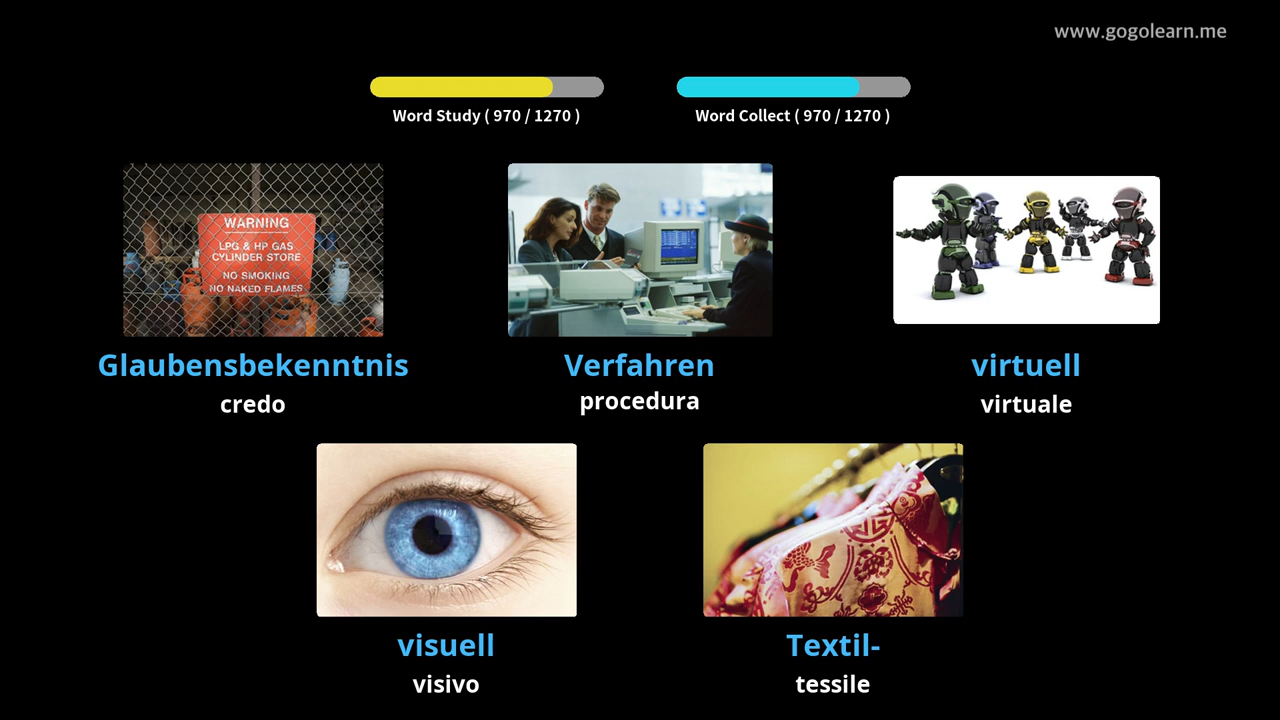 www.gogolearn.me
Word Study ( 970 / 1270 )
Word Collect ( 970 / 1270 )
WARNING
LPG & HP GAS
CYLINDER STORE
NO SMOKING
NO NAKED FLAMES
Glaubensbekenntnis
credo
Verfahren
procedura
virtuell
virtuale
visuell
visivo
Textil-
tessile